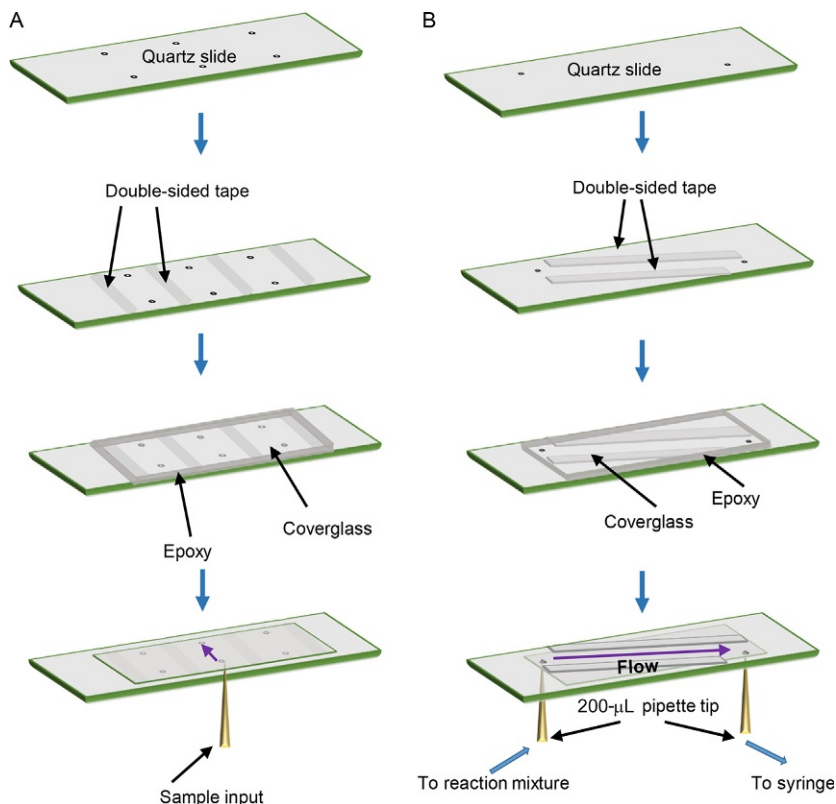 A
Quartz slide
Double-sided tape
Coverglass
Epoxy
Sample input
B
Quartz slide
Double-sided tape
Epoxy
Coverglass
Flow
200-μL pipette tip
To reaction mixture
To syringe